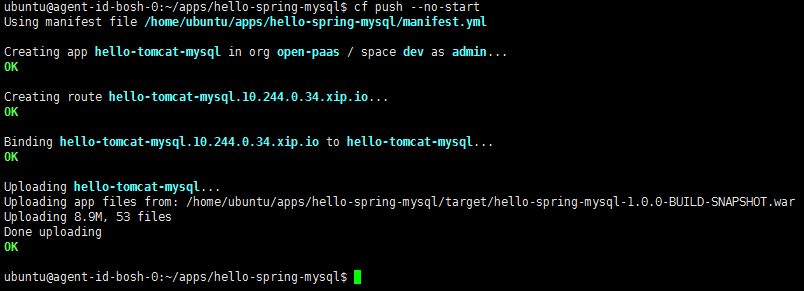 ubuntu@agent-id-bosh-0:~/apps/hello-spring-mysql$ cf push --no-start
Using manifest file /home/ubuntu/apps/hello-spring-mysql/manifest.yml
Creating app hello-tomcat-mysql in org open-paas / space dev as admin...
OK
Creating route hello-tomcat-mysql.10.244.0.34.xip.io...
OK
Binding hello-tomcat-mysql.10.244.0.34.xip.io to hello-tomcat-mysql...
OK
Uploading hello-tomcat-mysql...
Uploading app files from: /home/ubuntu/apps/hello-spring-mysql/target/hello-spring-mysql-1.0.0-BUILD-SNAPSHOT.war
Uploading 8.9M, 53 files
Done uploading
OK
ubuntu@agent-id-bosh-0:~/apps/hello-spring-mysql$